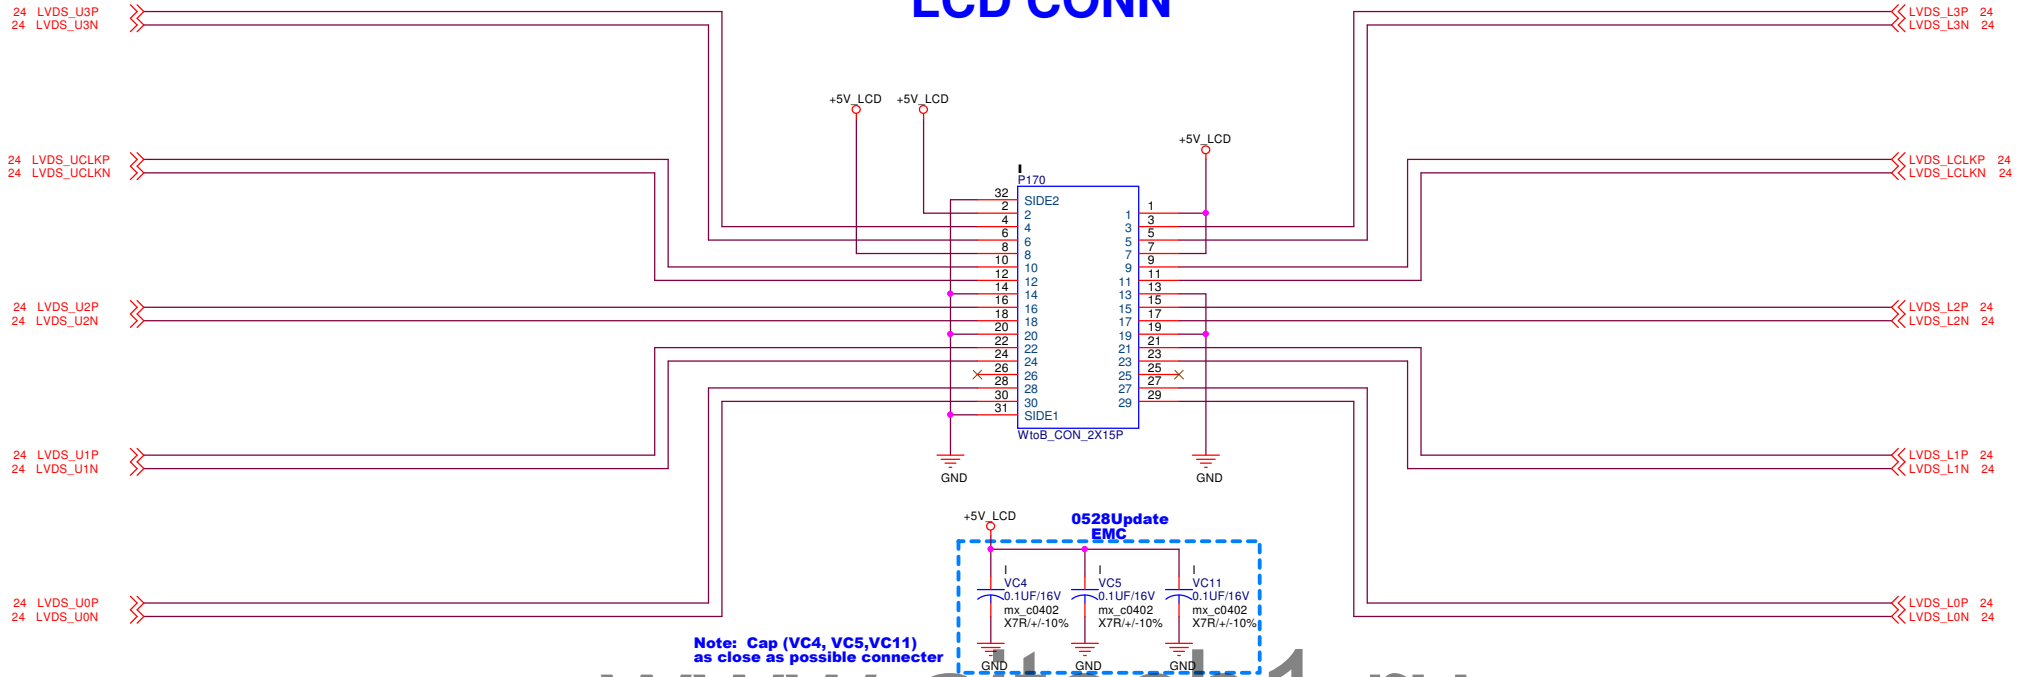 LCD CONN
24 LVDS_U3P
24 LVDS_U3N
24 LVDS_UCLKP
24 LVDS_UCLKN
24 LVDS_U2P
24 LVDS_U2N
24 LVDS_U1P
24 LVDS_U1N
24 LVDS_U0P
24 LVDS_U0N
+5V_LCD +5V_LCD
+5V_LCD
I
P170
32 SIDE2
2 2
4 4
6 6
8 8
10 10
12 12
14 14
16 16
18 18
20 20
22 22
24 24
26 26
28 28
30 30
31 SIDE1
1 1
3 3
5 5
7 7
9 9
11 11
13 13
15 15
17 17
19 19
21 21
23 23
25 25
27 27
29 29
WtoB_CON_2X15P
GND
GND
LVDS_L3P 24
LVDS_L3N 24
LVDS_LCLKP 24
LVDS_LCLKN 24
LVDS_L2P 24
LVDS_L2N 24
LVDS_L1P 24
LVDS_L1N 24
LVDS_L0P 24
LVDS_L0N 24
+5V_LCD
0528Update
EMC
I
VC4
0.1UF/16V
mx_c0402
X7R/+/-10%
GND
I
VC5
0.1UF/16V
mx_c0402
X7R/+/-10%
GND
I
VC11
0.1UF/16V
mx_c0402
X7R/+/-10%
GND
Note: Cap (VC4, VC5,VC11)
as close as possible connecter